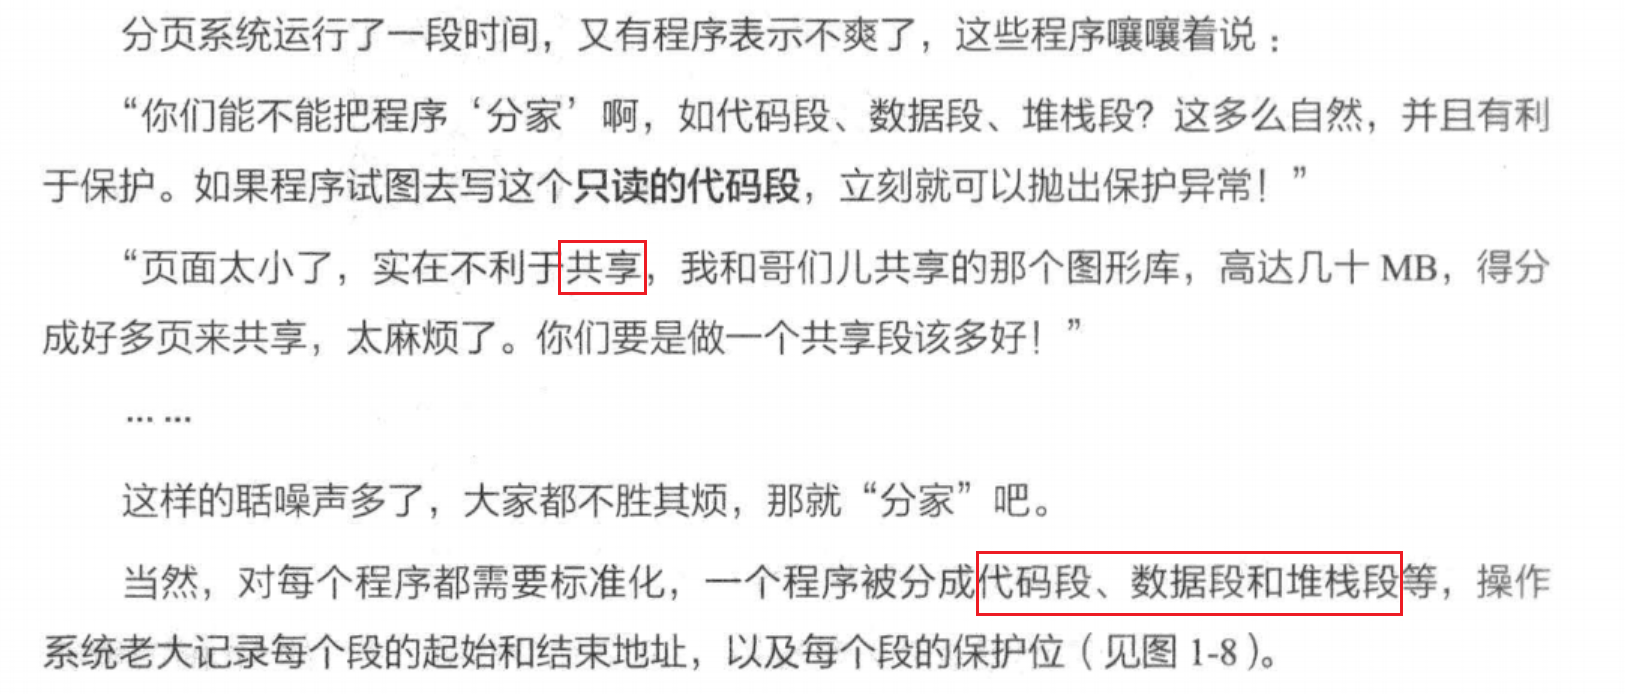 分页系统运行了一段时间，又有程序表示不爽了，这些程序嚷嚷着说：
“你们能不能把程序‘分家’啊，如代码段、数据段、堆栈段？这多么自然，并且有利
于保护。如果程序试图去写这个只读的代码段，立刻就可以抛出保护异常！”
“页面太小了，实在不利于共享，我和哥们儿共享的那个图形库，高达几十 MB，得分
成好多页来共享，太麻烦了。你们要是做一个共享段该多好！”
... ...
这样的聒噪声多了，大家都不胜其烦，那就“分家”吧。
当然，对每个程序都需要标准化，一个程序被分成代码段、数据段和堆栈段等，操作
系统老大记录每个段的起始和结束地址，以及每个段的保护位（见图 1-8）。